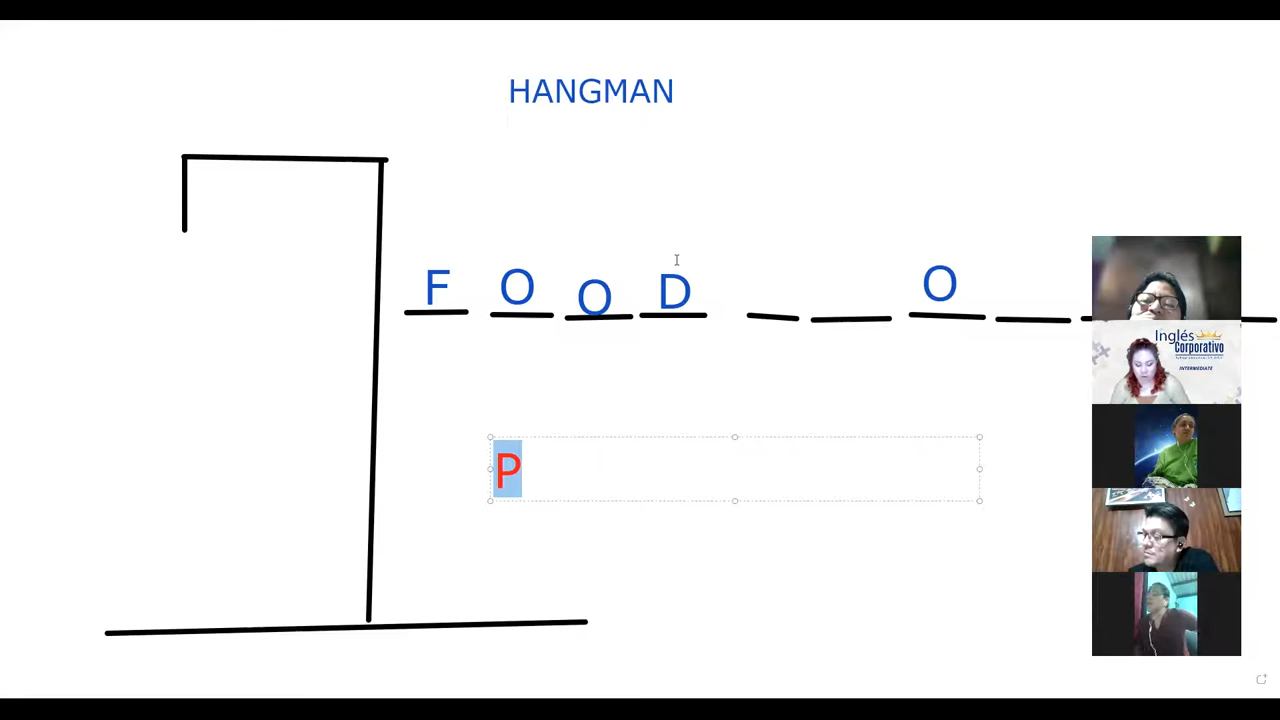 HANGMAN
F O O D _ _ O _ _ _
P
Inglés
Corporativo
INTERMEDIATE